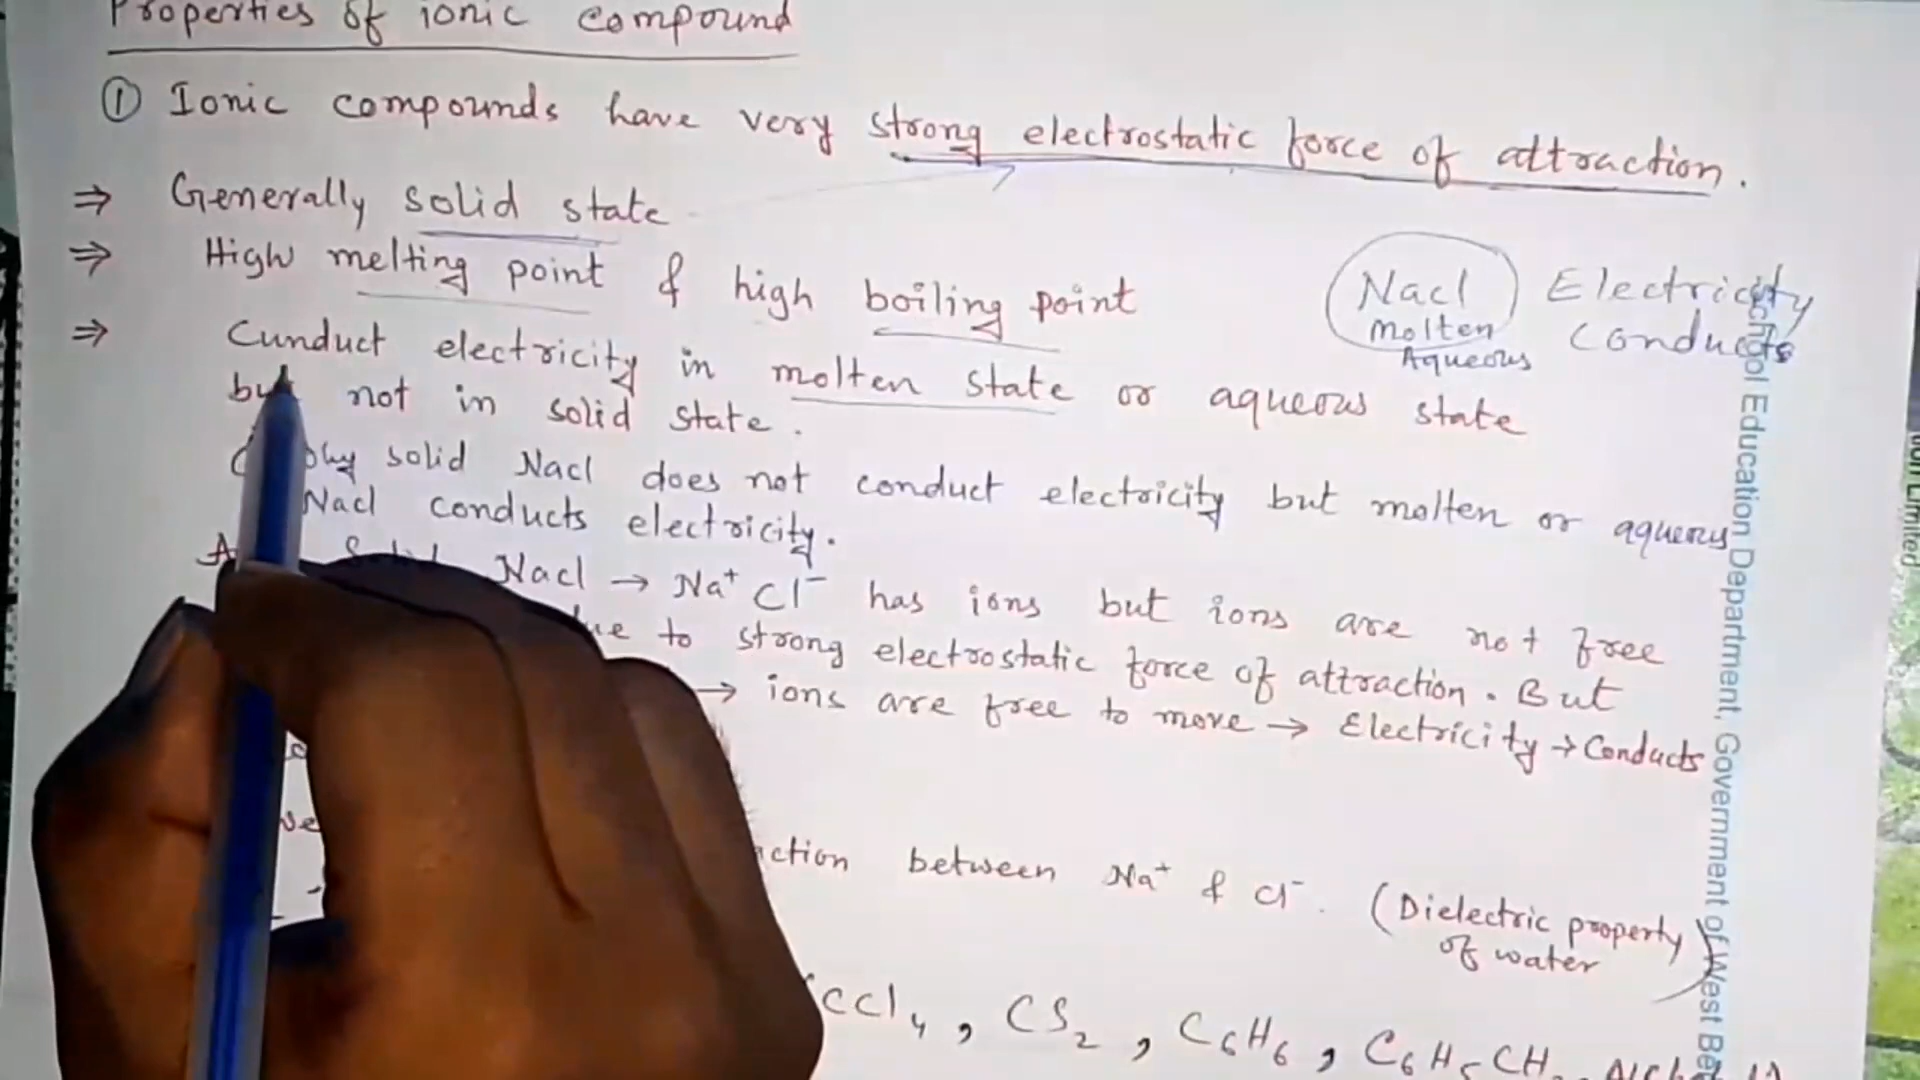 Properties of ionic compound
① Ionic compounds have very strong electrostatic force of attraction.
⇒ Generally solid state
⇒ High melting point & high boiling point
Nacl Electricity
molten Conducts
Aqueous
⇒ Cunduct electricity in molten state or aqueous state
but not in solid state.
solid Nacl does not conduct electricity but molten or aqueous
Nacl conducts electricity.
Nacl → Na⁺ Cl⁻ has ions but ions are not free
to strong electrostatic force of attraction. But
→ ions are free to move → Electricity → Conducts
between Na⁺ & Cl⁻. (Dielectric property
of water)
CCl₄, CS₂, C₆H₆, C₆H₅CH
School Education Department, Government of West Be
Limited